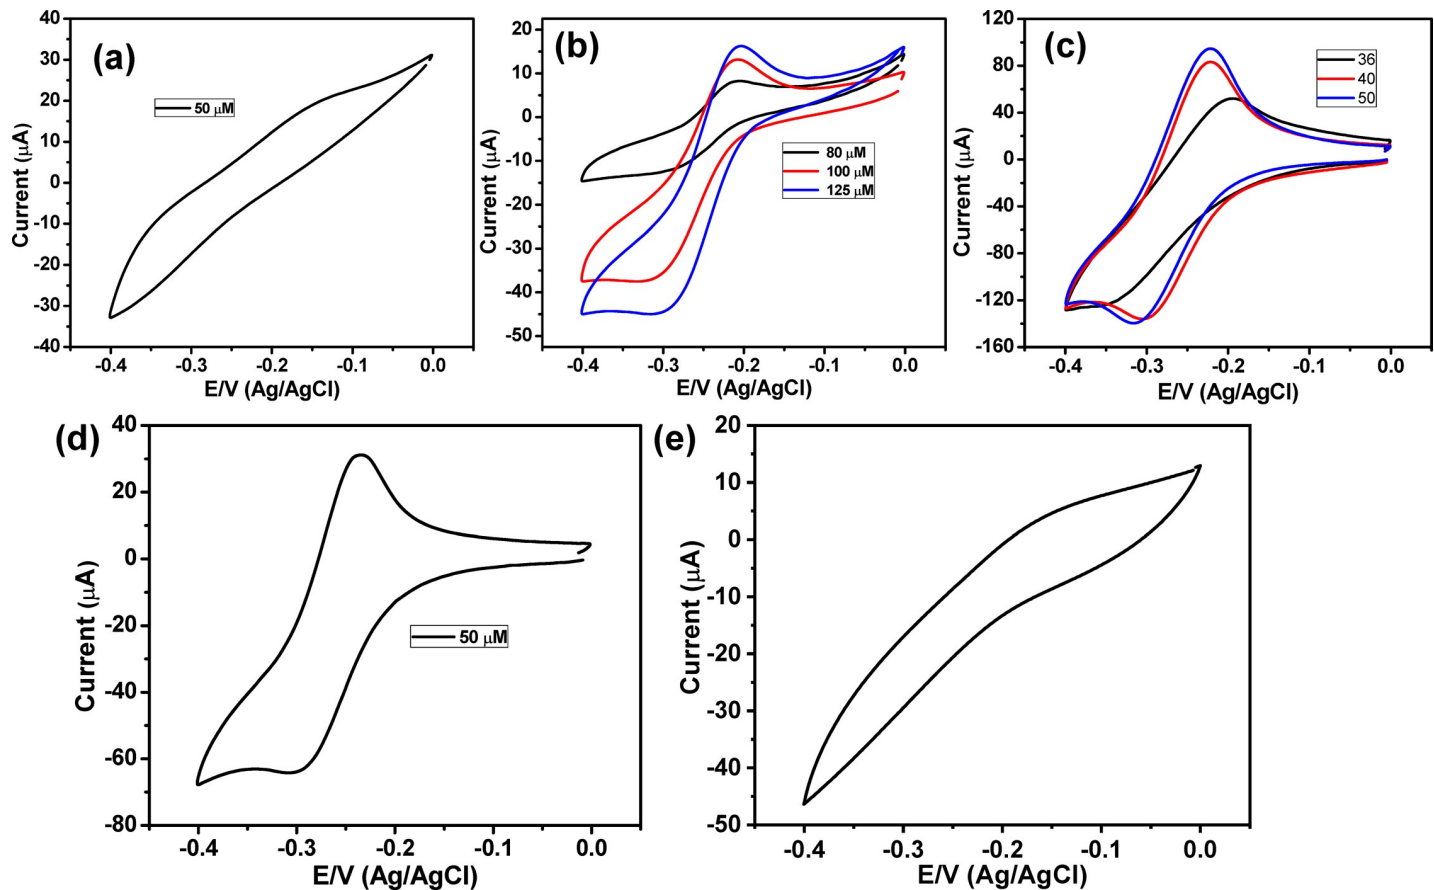 (a)
50 μM
40
30
20
10
0
-10
-20
-30
-40
Current (μA)
-0.4 -0.3 -0.2 -0.1 0.0
E/V (Ag/AgCl)
(b)
80 μM
100 μM
125 μM
20
10
0
-10
-20
-30
-40
-50
Current (μA)
-0.4 -0.3 -0.2 -0.1 0.0
E/V (Ag/AgCl)
(c)
36
40
50
120
80
40
0
-40
-80
-120
-160
Current (μA)
-0.4 -0.3 -0.2 -0.1 0.0
E/V (Ag/AgCl)
(d)
50 μM
40
20
0
-20
-40
-60
-80
Current (μA)
-0.4 -0.3 -0.2 -0.1 0.0
E/V (Ag/AgCl)
(e)
20
10
0
-10
-20
-30
-40
-50
Current (μA)
-0.4 -0.3 -0.2 -0.1 0.0
E/V (Ag/AgCl)